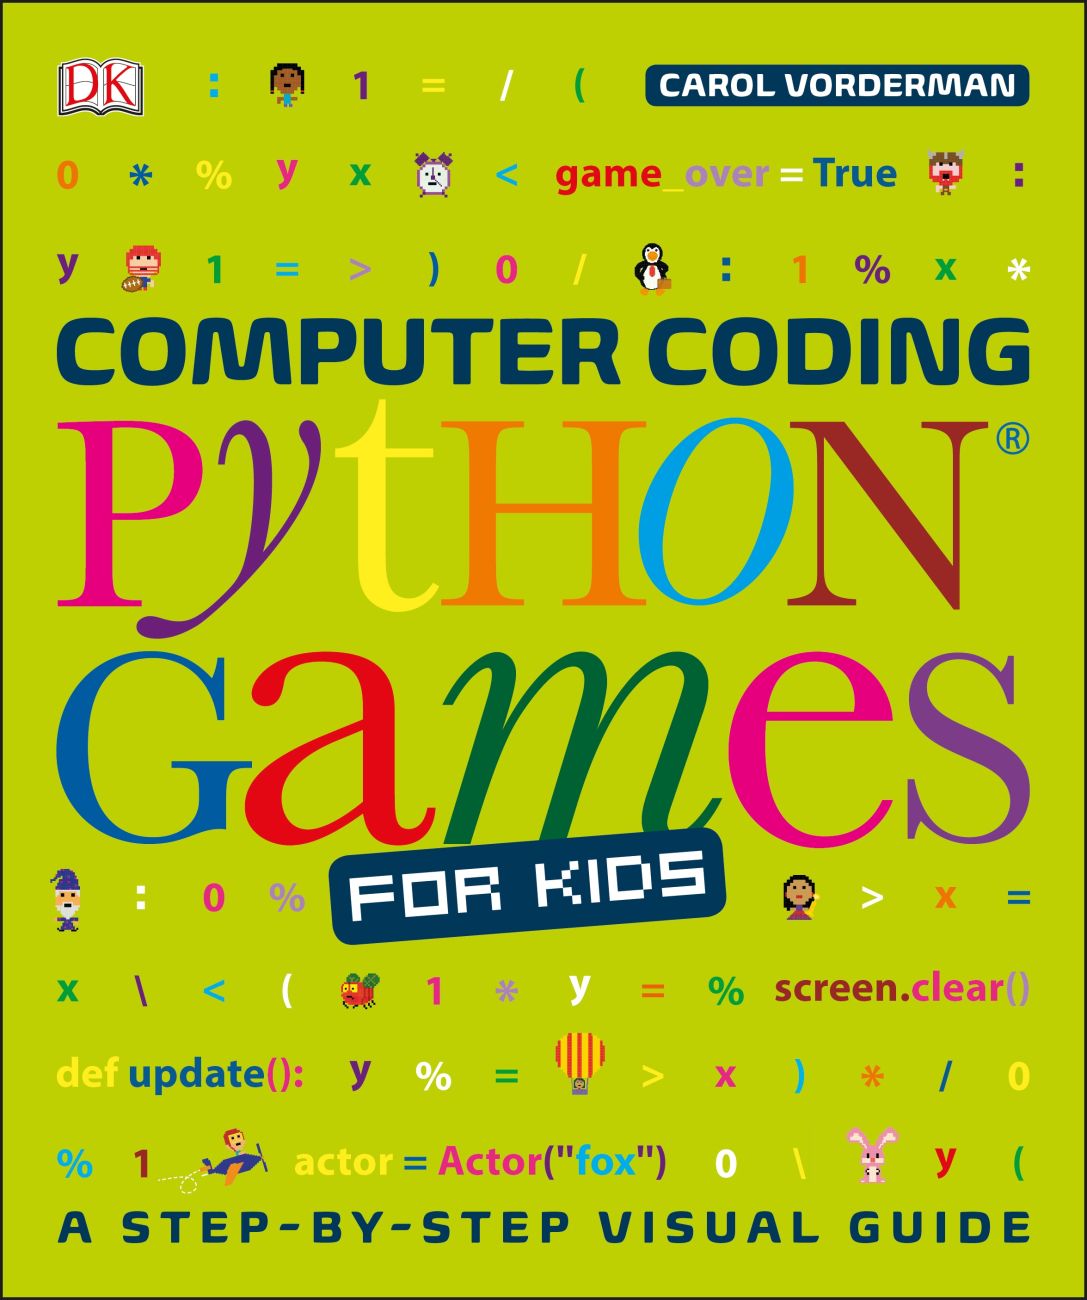 DK : 1 = / ( CAROL VORDERMAN
0 * % y x < game_over = True :
y 1 = > ) 0 / : 1 % x *
COMPUTER CODING
PytHON®
Games
FOR KIDS
: 0 % > x =
x \ < ( 1 * y = % screen.clear()
def update(): y % = > x ) * / 0
% 1 actor = Actor("fox") 0 \ y (
A STEP-BY-STEP VISUAL GUIDE